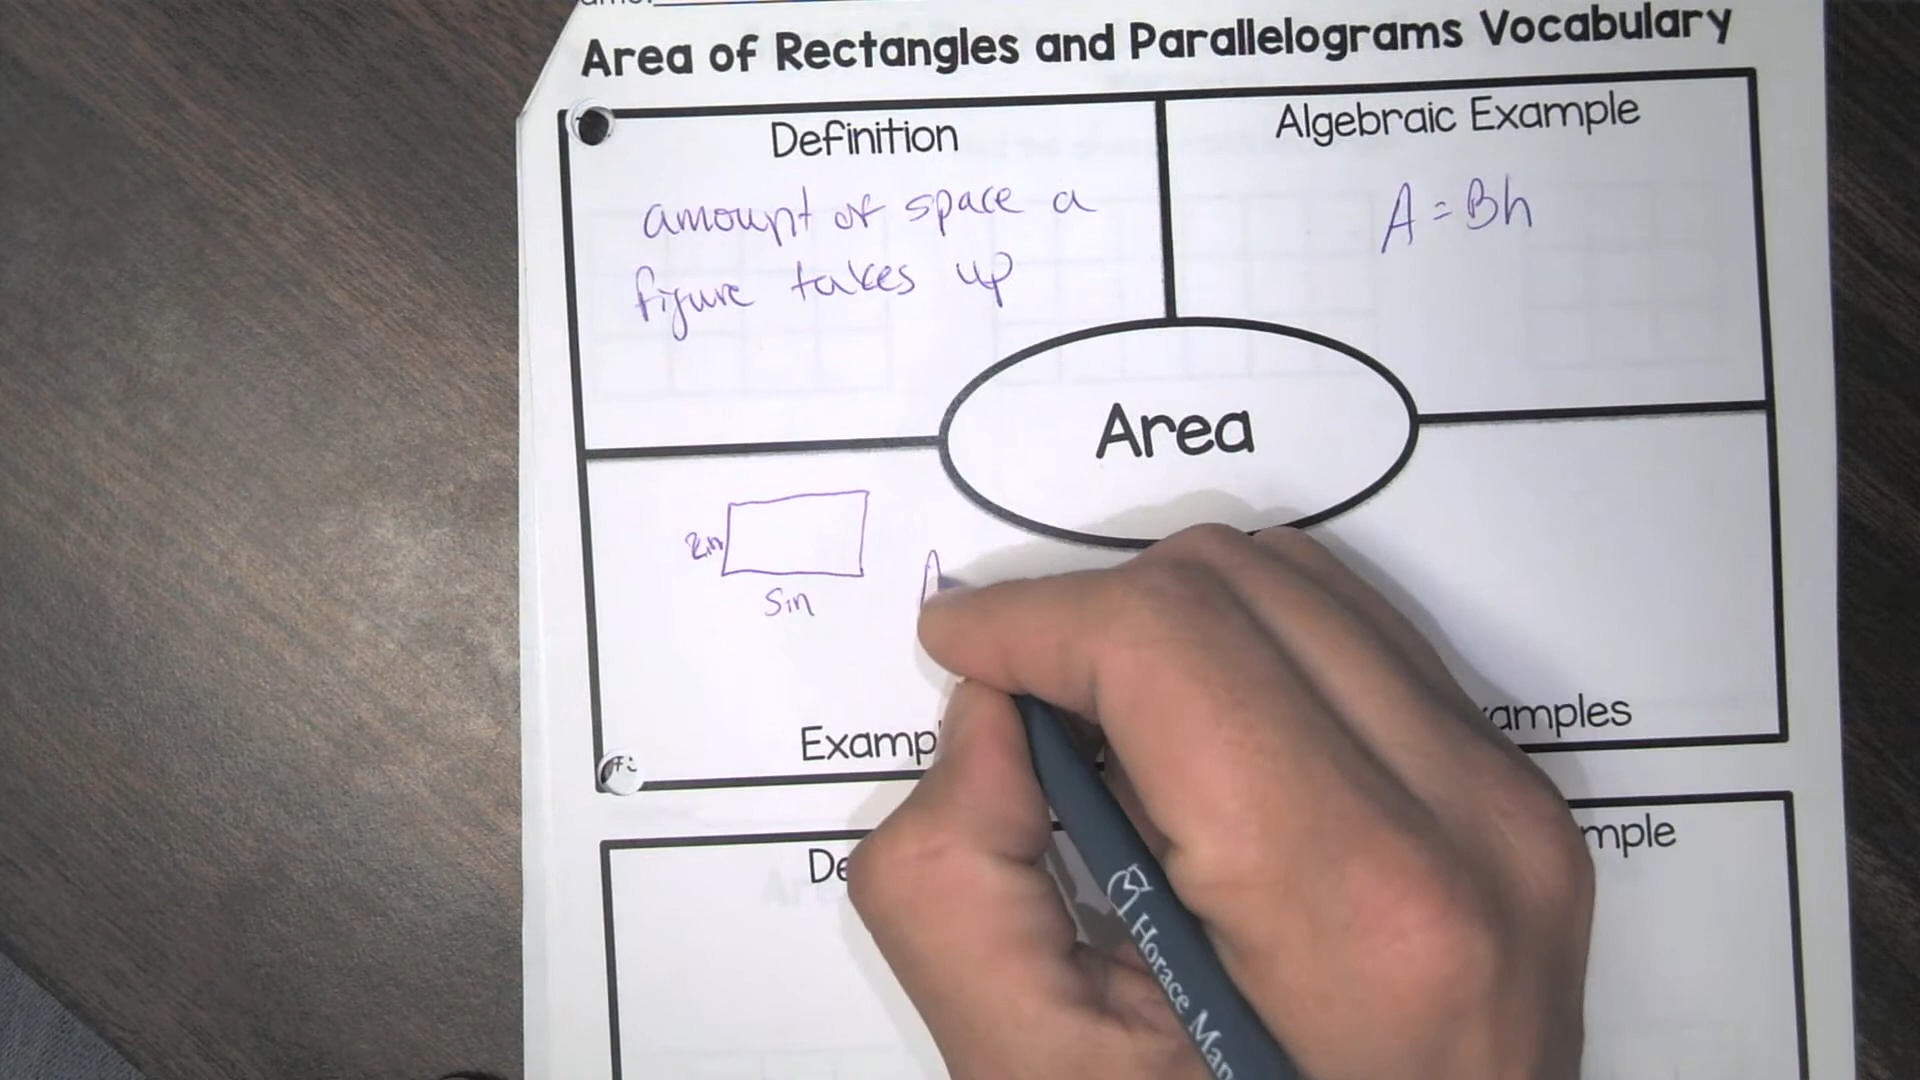 Area of Rectangles and Parallelograms Vocabulary
Definition
amount of space a
figure takes up
Algebraic Example
A = Bh
Area
2in
5in
A
Examp
amples
De
mple
Horace Man